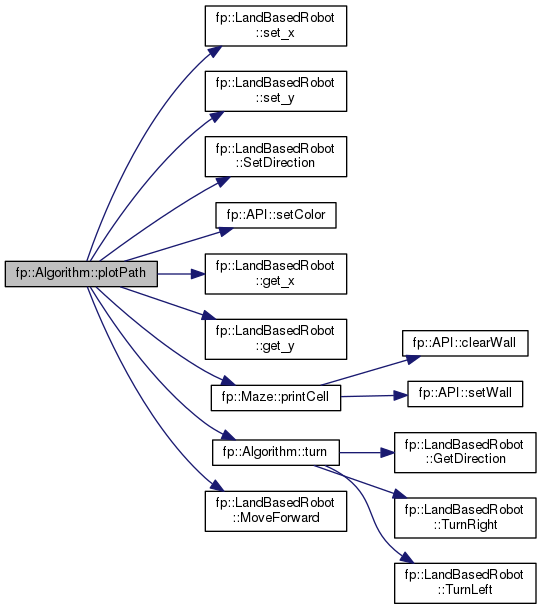 fp::LandBasedRobot
::set_x
fp::LandBasedRobot
::set_y
fp::LandBasedRobot
::SetDirection
fp::API::setColor
fp::Algorithm::plotPath
fp::LandBasedRobot
::get_x
fp::LandBasedRobot
::get_y
fp::API::clearWall
fp::Maze::printCell
fp::API::setWall
fp::Algorithm::turn
fp::LandBasedRobot
::GetDirection
fp::LandBasedRobot
::MoveForward
fp::LandBasedRobot
::TurnRight
fp::LandBasedRobot
::TurnLeft